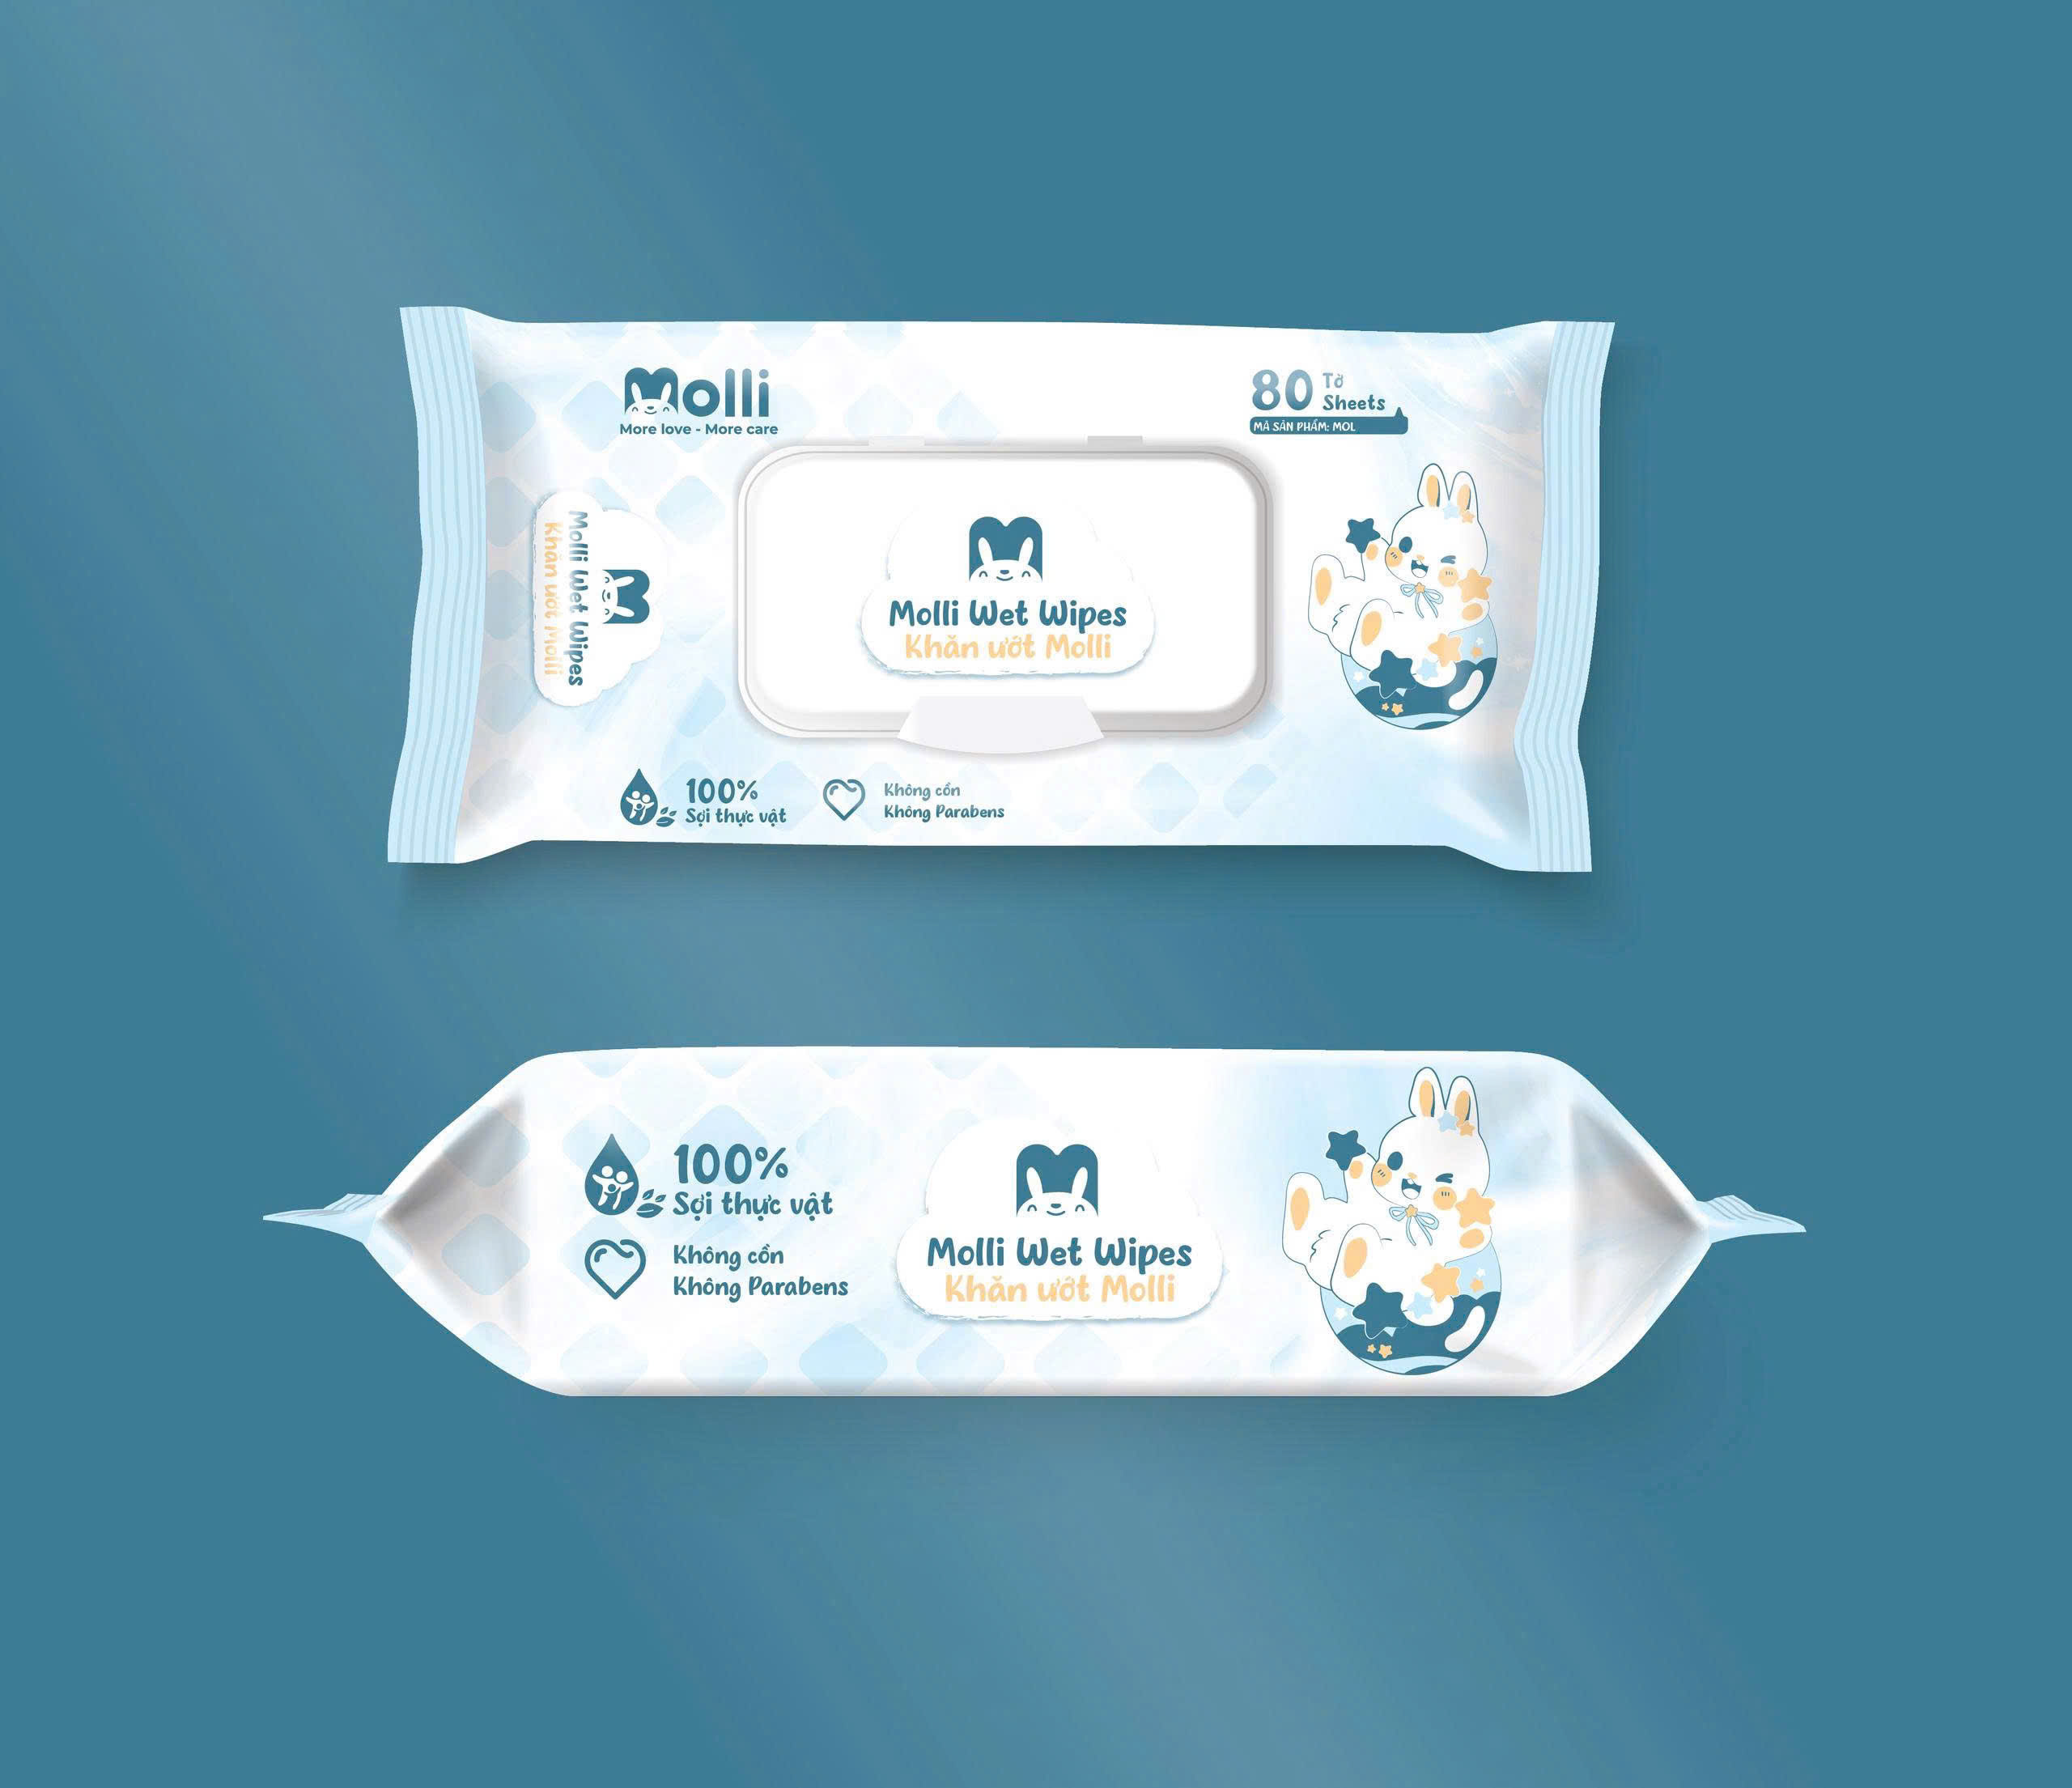 Molli
More love - More care
80 Tờ
Sheets
MÃ SẢN PHẨM: MOL
Molli Wet Wipes
Khăn ướt Molli
Molli Wet Wipes
Khăn ướt Molli
100%
Sợi thực vật
Không cồn
Không Parabens
100%
Sợi thực vật
Không cồn
Không Parabens
Molli Wet Wipes
Khăn ướt Molli